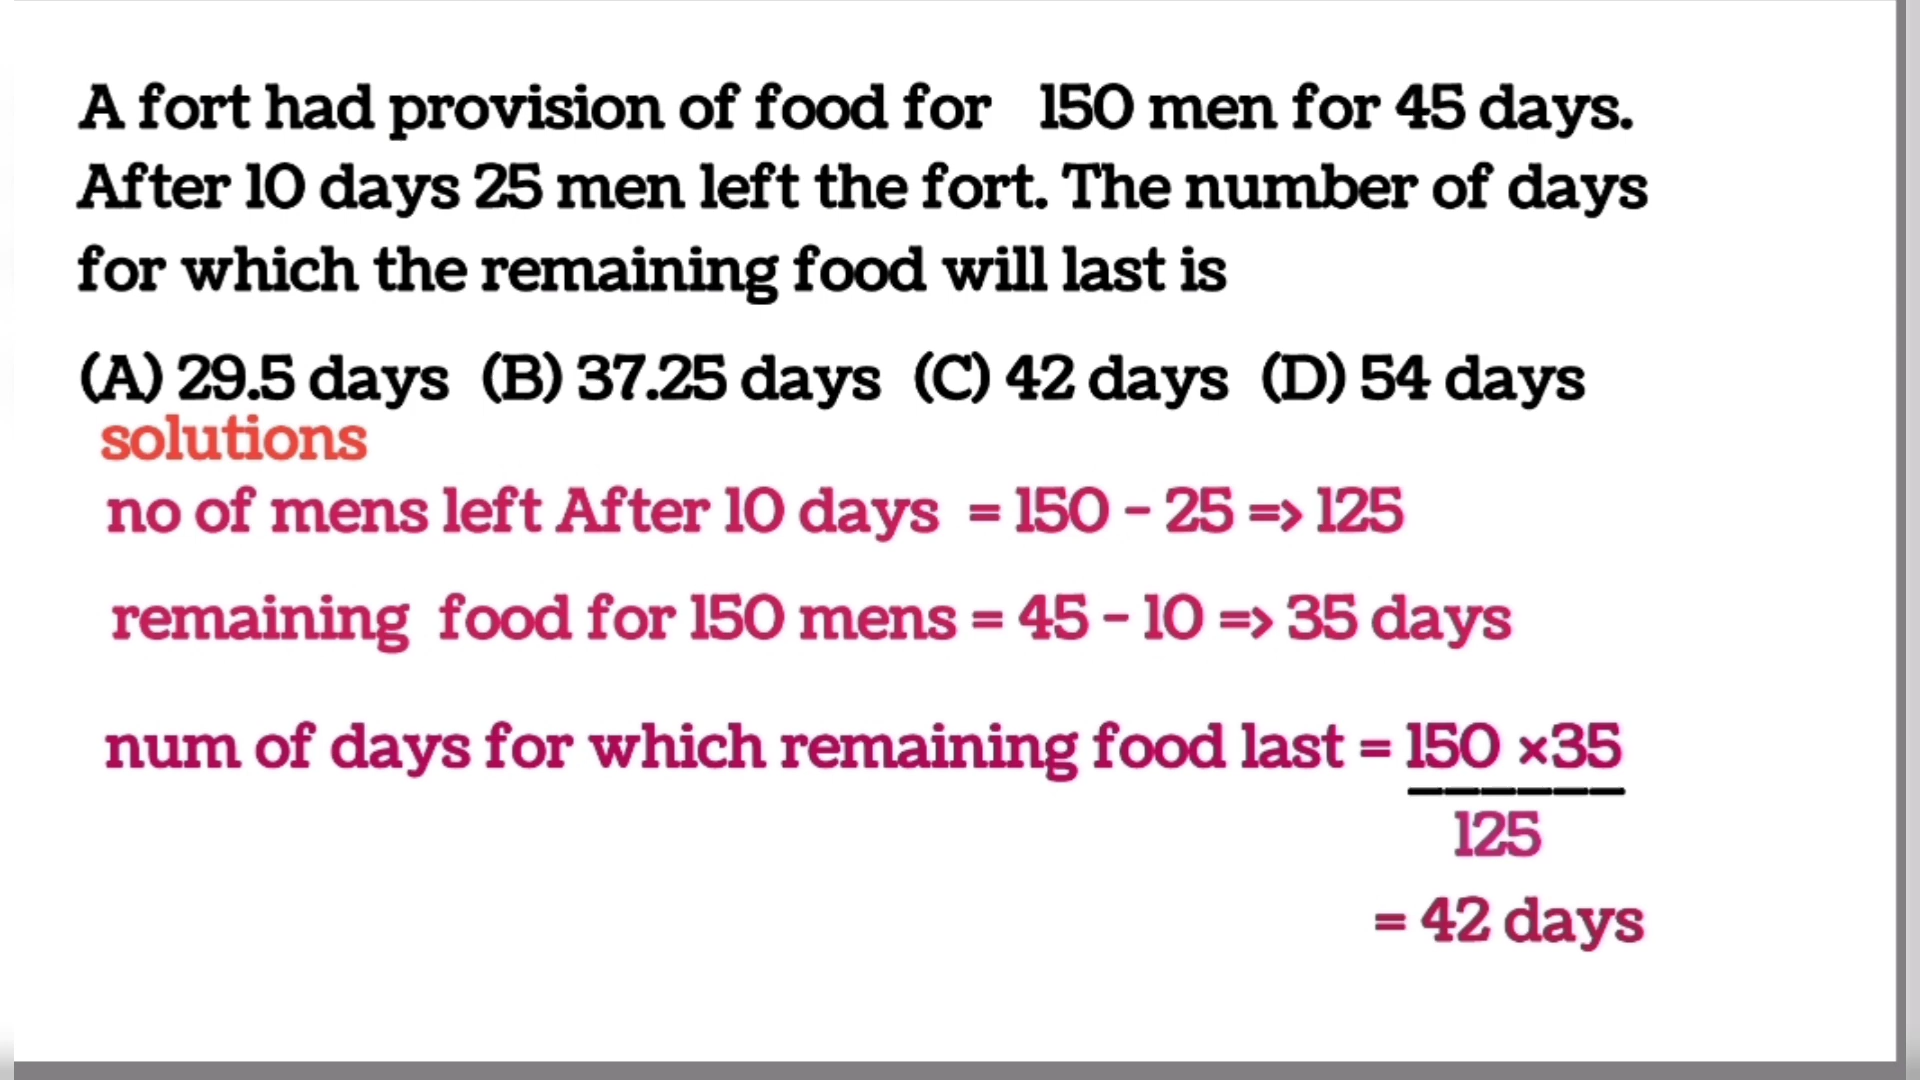 A fort had provision of food for 150 men for 45 days.
After 10 days 25 men left the fort. The number of days
for which the remaining food will last is
(A) 29.5 days (B) 37.25 days (C) 42 days (D) 54 days
solutions
no of mens left After 10 days = 150 - 25 => 125
remaining food for 150 mens = 45 - 10 => 35 days
num of days for which remaining food last = 150 ×35
______
125
= 42 days